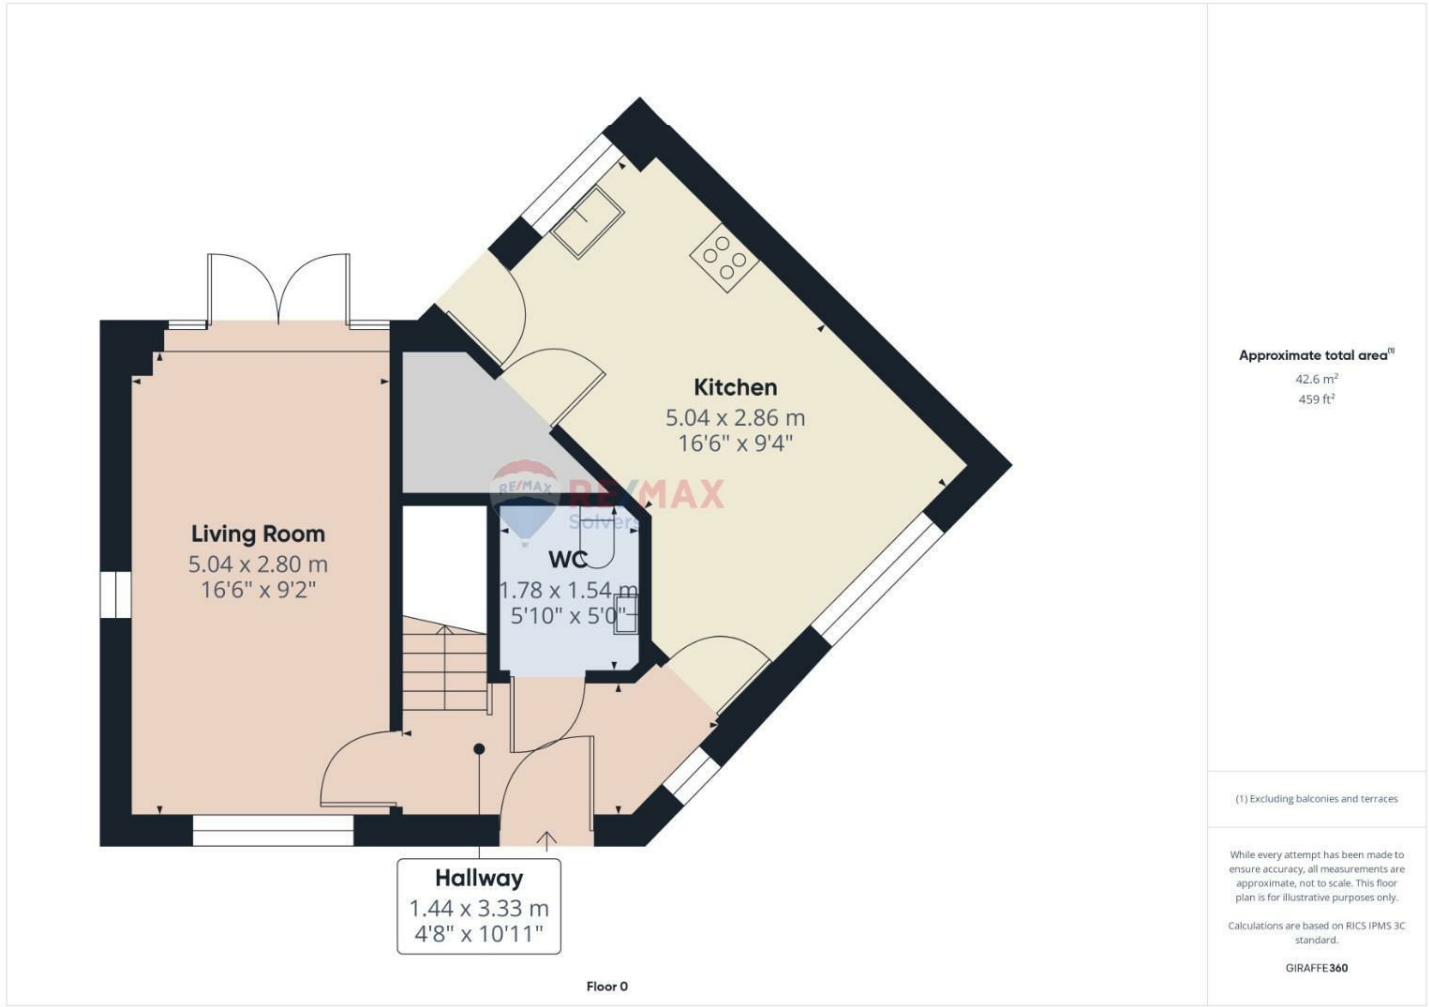 Kitchen
5.04 x 2.86 m
16'6" x 9'4"
RE/MAX
RE/MAX
Solvers
Living Room
5.04 x 2.80 m
16'6" x 9'2"
WC
1.78 x 1.54 m
5'10" x 5'0"
Hallway
1.44 x 3.33 m
4'8" x 10'11"
Floor 0
Approximate total area(1)
42.6 m²
459 ft²
(1) Excluding balconies and terraces
While every attempt has been made to
ensure accuracy, all measurements are
approximate, not to scale. This floor
plan is for illustrative purposes only.
Calculations are based on RICS IPMS 3C
standard.
GIRAFFE360